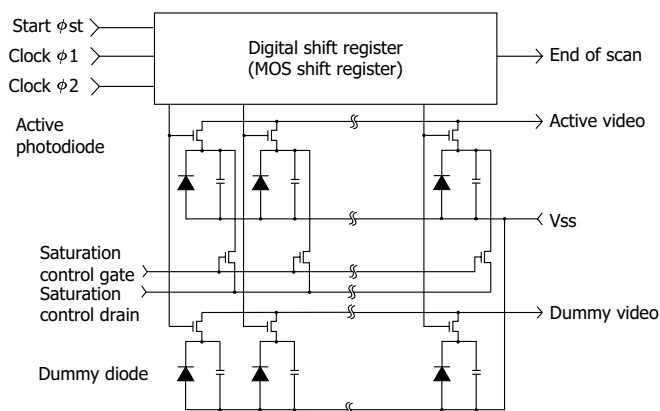 Start φst
Clock φ1
Clock φ2
Digital shift register
(MOS shift register)
End of scan
Active
photodiode
Active video
Vss
Saturation
control gate
Saturation
control drain
Dummy video
Dummy diode